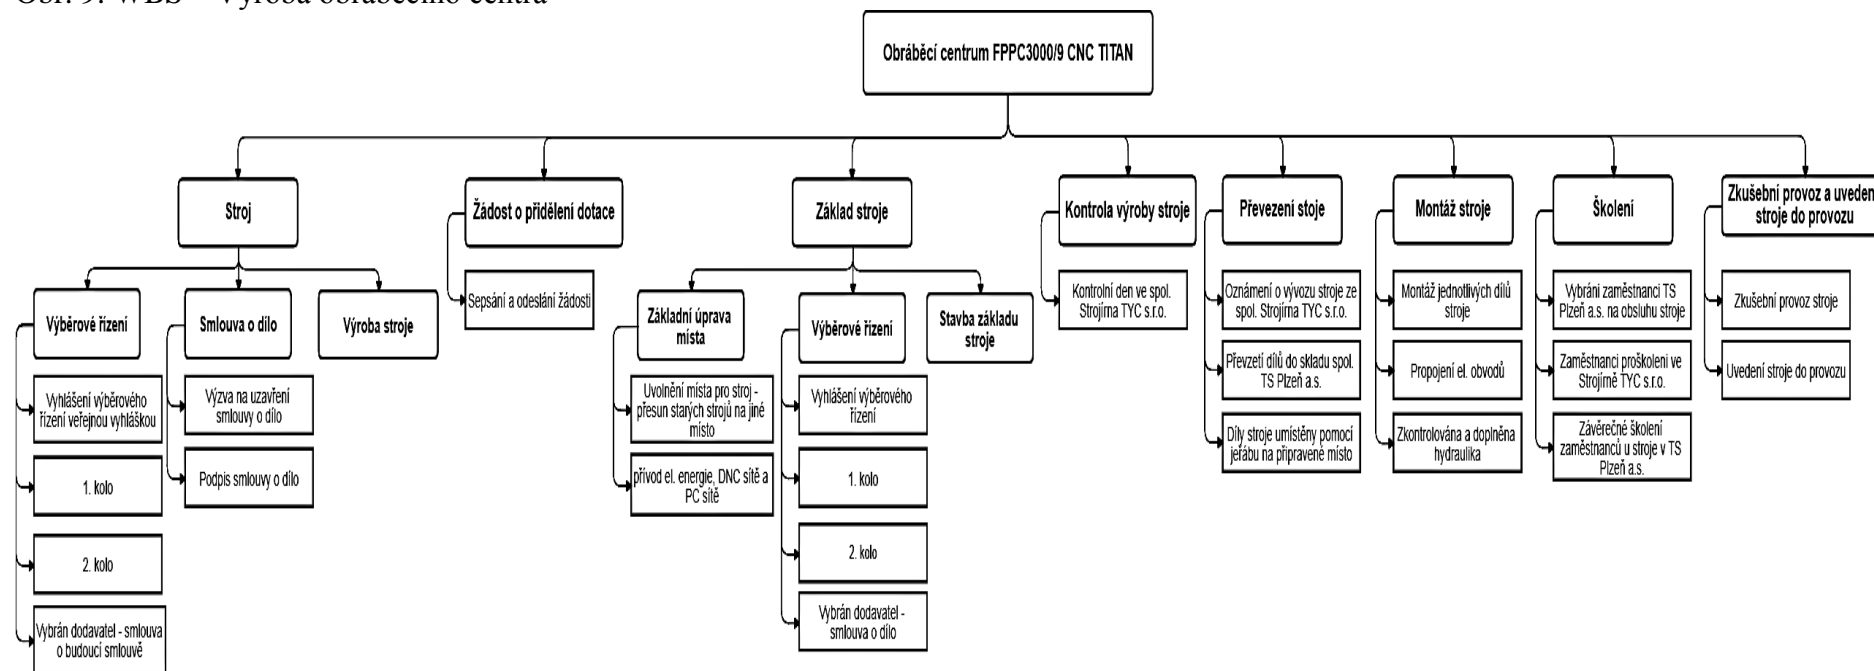 Obr. 9: WBS – Výroba obráběcího centra
Obráběcí centrum FPPC3000/9 CNC TITAN
Stroj
Žádost o přidělení dotace
Základ stroje
Kontrola výroby stroje
Převezení stoje
Montáž stroje
Školení
Zkušební provoz a uveden
stroje do provozu
Výběrové řízení
Vyhlášení výběrového
řízení veřejnou vyhláškou
1. kolo
2. kolo
Vybrán dodavatel - smlouva
o budoucí smlouvě
Smlouva o dílo
Výzva na uzavření
smlouvy o dílo
Podpis smlouvy o dílo
Výroba stroje
Sepsání a odeslání žádosti
Základní úprava
místa
Uvolnění místa pro stroj -
přesun starých strojů na jiné
místo
přívod el. energie, DNC sítě a
PC sítě
Výběrové řízení
Vyhlášení výběrového
řízení
1. kolo
2. kolo
Vybrán dodavatel -
smlouva o dílo
Stavba základu
stroje
Kontrolní den ve spol.
Strojírna TYC s.r.o.
Oznámení o vývozu stroje ze
spol. Strojírna TYC s.r.o.
Převzetí dílů do skladu spol.
TS Plzeň a.s.
Díly stroje umístěny pomocí
jeřábu na připravené místo
Montáž jednotlivých dílů
stroje
Propojení el. obvodů
Zkontrolována a doplněna
hydraulika
Vybráni zaměstnanci TS
Plzeň a.s. na obsluhu stroje
Zaměstnanci proškoleni ve
Strojírně TYC s.r.o.
Závěrečné školení
zaměstnanců u stroje v TS
Plzeň a.s.
Zkušební provoz stroje
Uvedení stroje do provozu